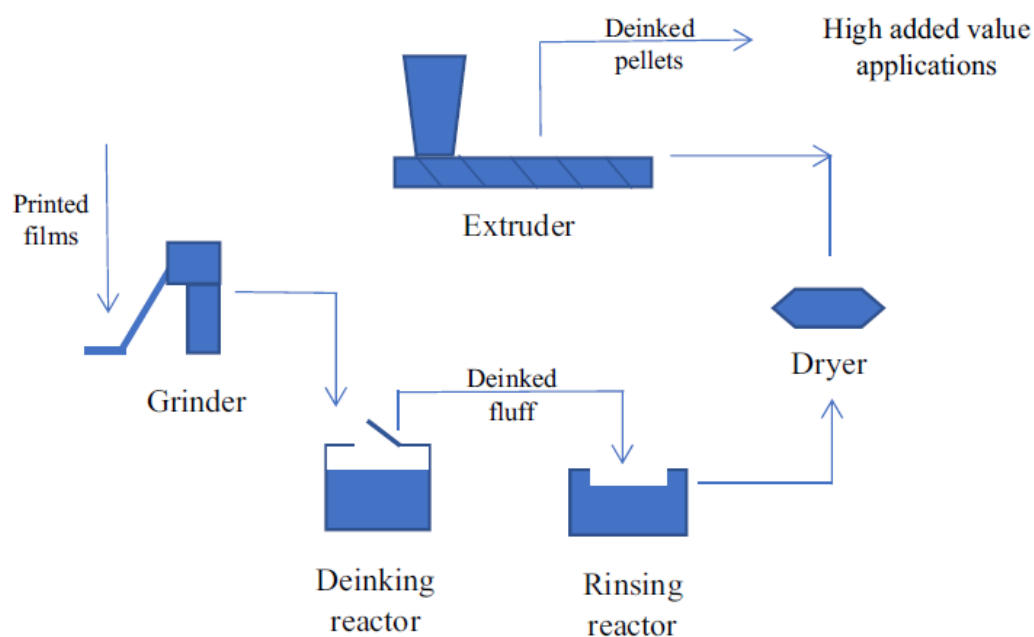 Deinked
pellets
High added value
applications
Printed
films
Extruder
Grinder
Dryer
Deinked
fluff
Deinking
reactor
Rinsing
reactor